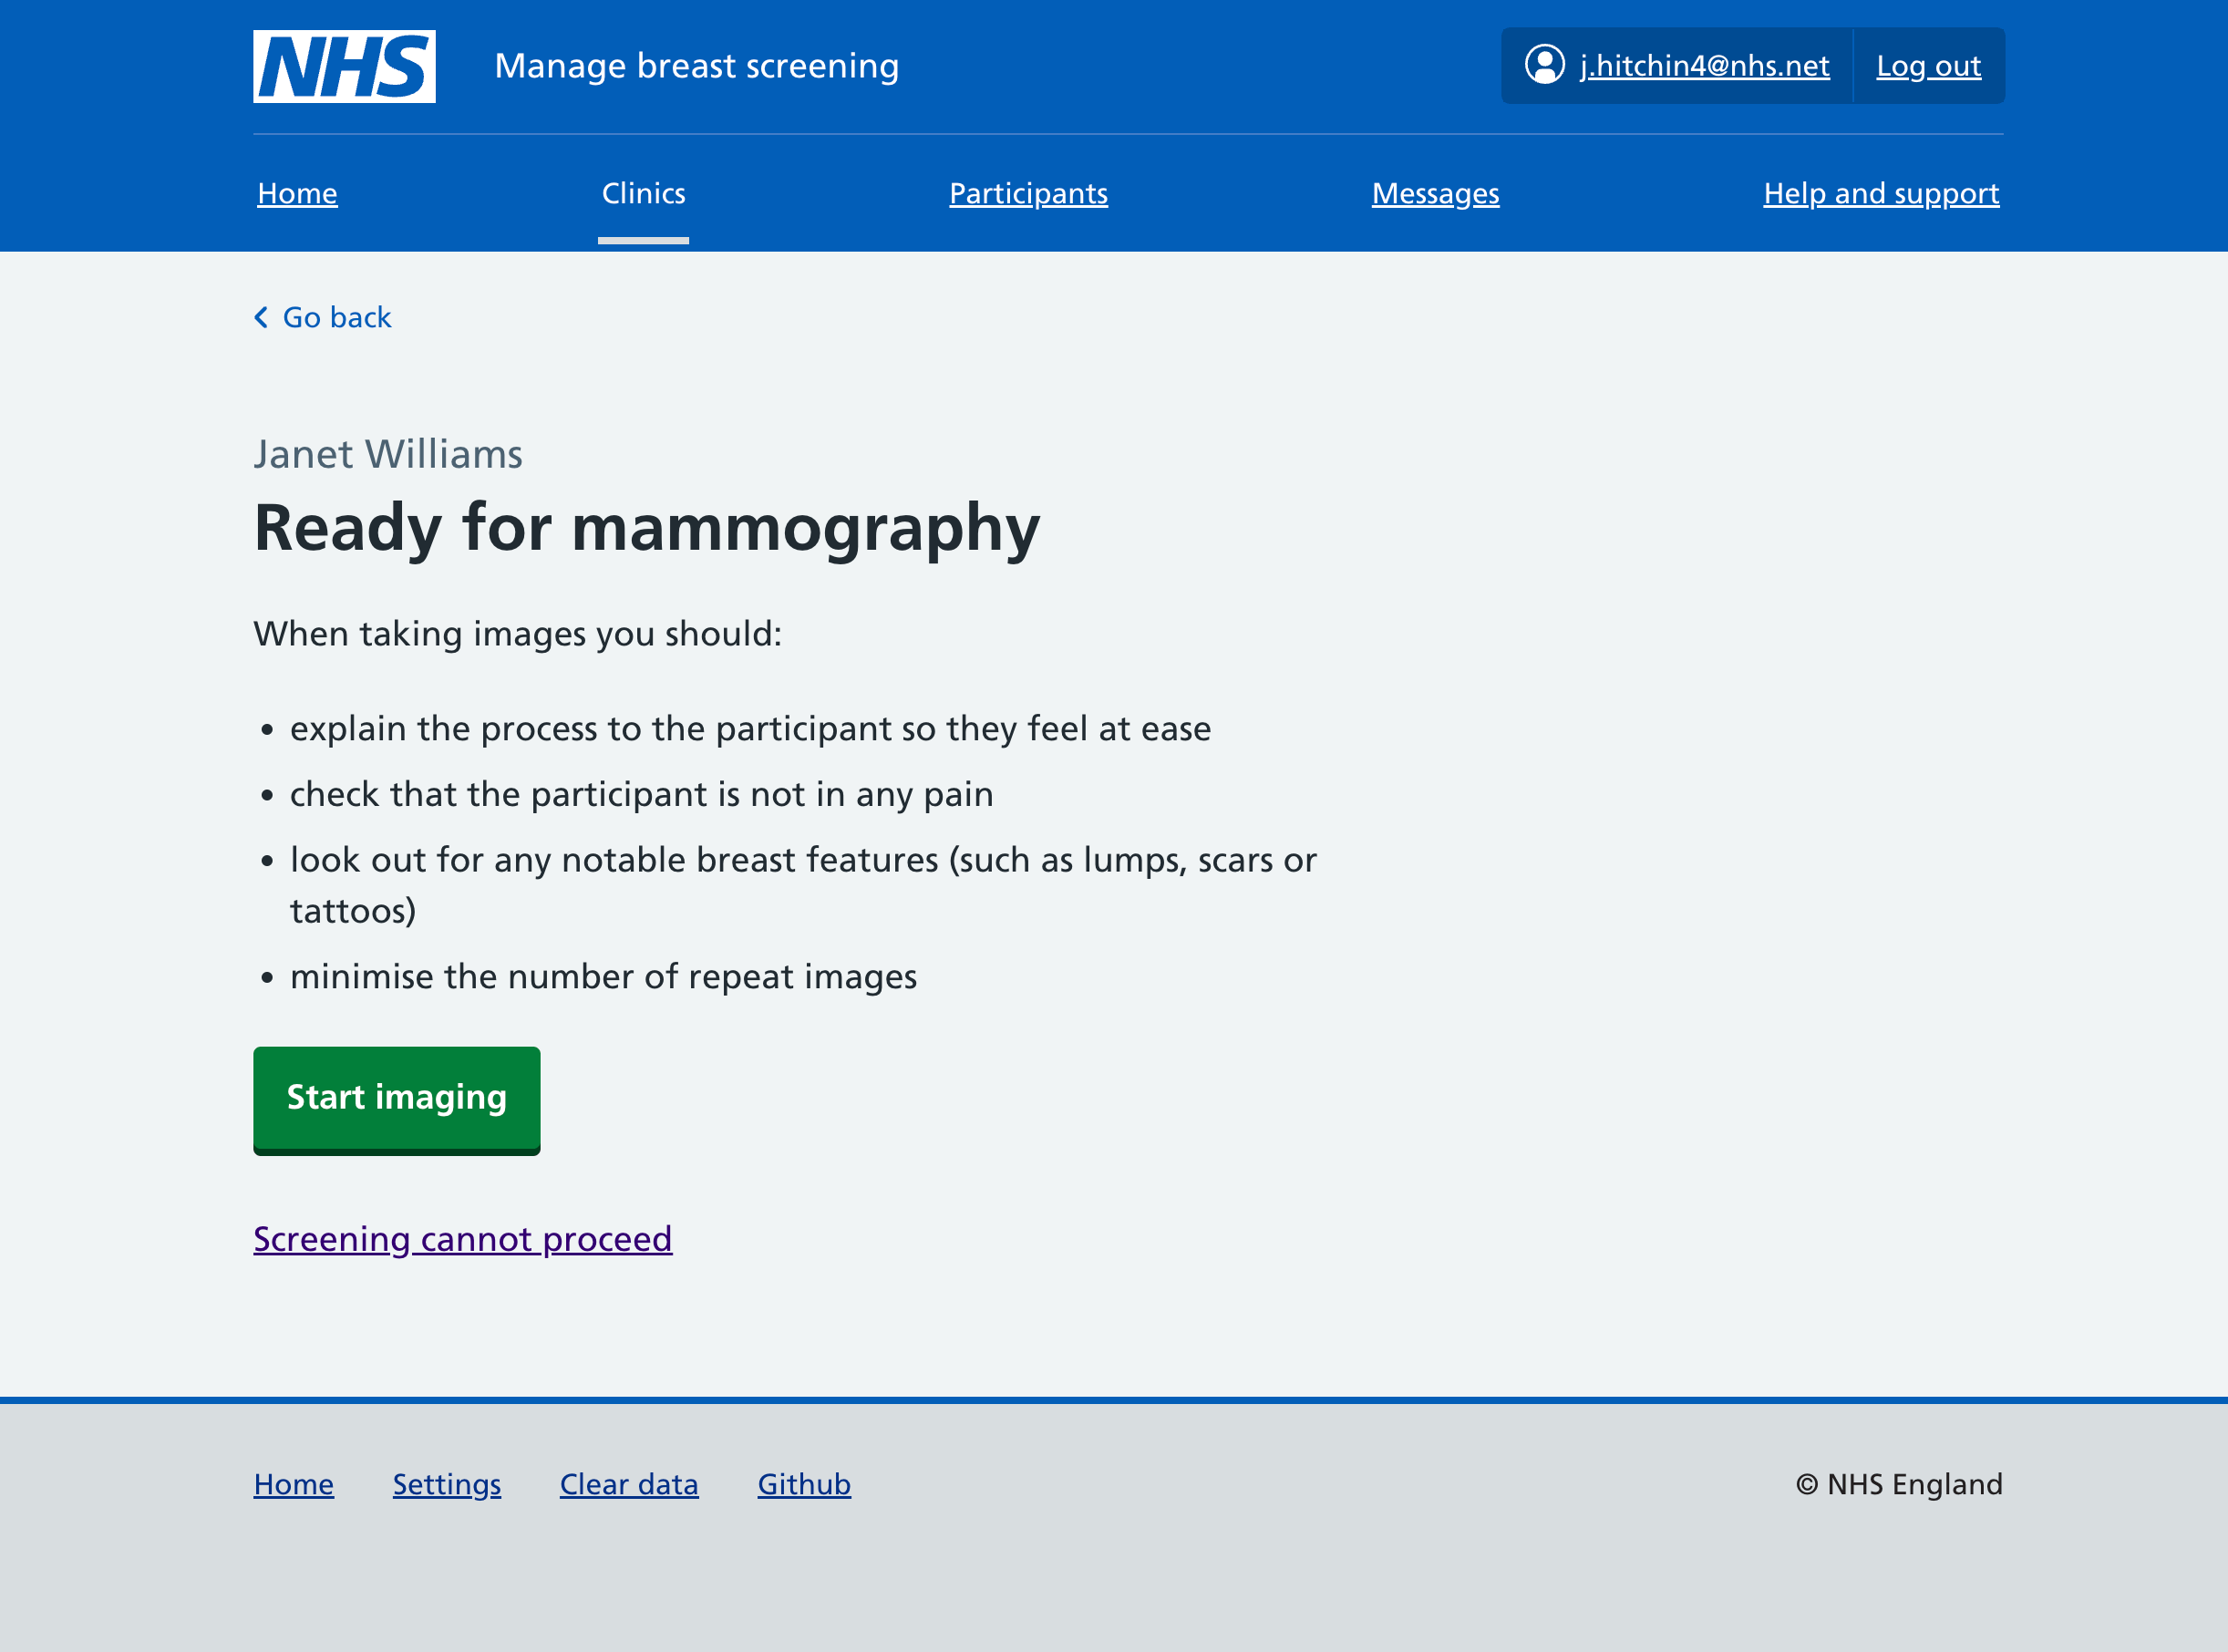 NHS
Manage breast screening
j.hitchin4@nhs.net
Log out
Home
Clinics
Participants
Messages
Help and support
Go back
Janet Williams
Ready for mammography
When taking images you should:
• explain the process to the participant so they feel at ease
• check that the participant is not in any pain
• look out for any notable breast features (such as lumps, scars or
tattoos)
• minimise the number of repeat images
Start imaging
Screening cannot proceed
Home
Settings
Clear data
Github
© NHS England